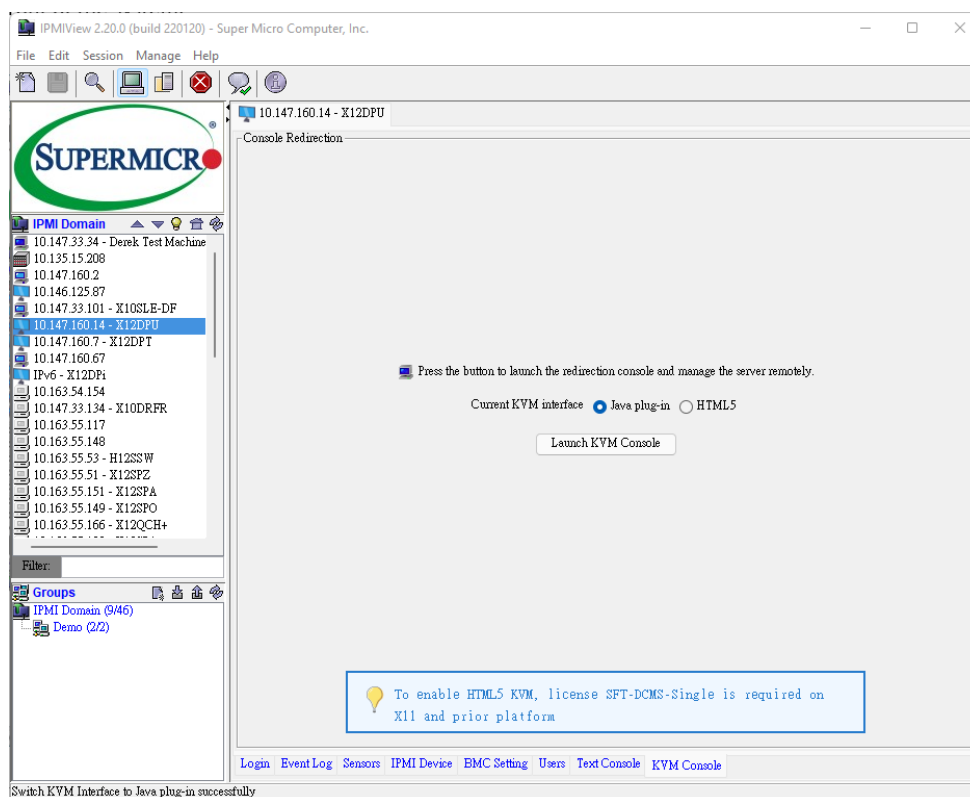 IPMIView 2.20.0 (build 220120) - Super Micro Computer, Inc.
File Edit Session Manage Help
10.147.160.14 - X12DPU
Console Redirection
SUPERMICR
IPMI Domain
10.147.33.34 - Derek Test Machine
10.135.15.208
10.147.160.2
10.146.125.87
10.147.33.101 - X10SLE-DF
10.147.160.14 - X12DPU
10.147.160.7 - X12DPT
10.147.160.67
IPv6 - X12DPi
10.163.54.154
10.147.33.134 - X10DRFR
10.163.55.117
10.163.55.148
10.163.55.53 - H12SSW
10.163.55.51 - X12SPZ
10.163.55.151 - X12SPA
10.163.55.149 - X12SPO
10.163.55.166 - X12QCH+
Filter:
Groups
IPMI Domain (9/46)
Demo (2/2)
Press the button to launch the redirection console and manage the server remotely.
Current KVM interface Java plug-in HTML5
Launch KVM Console
To enable HTML5 KVM, license SFT-DCMS-Single is required on
X11 and prior platform
Login Event Log Sensors IPMI Device BMC Setting Users Text Console KVM Console
Switch KVM Interface to Java plug-in successfully